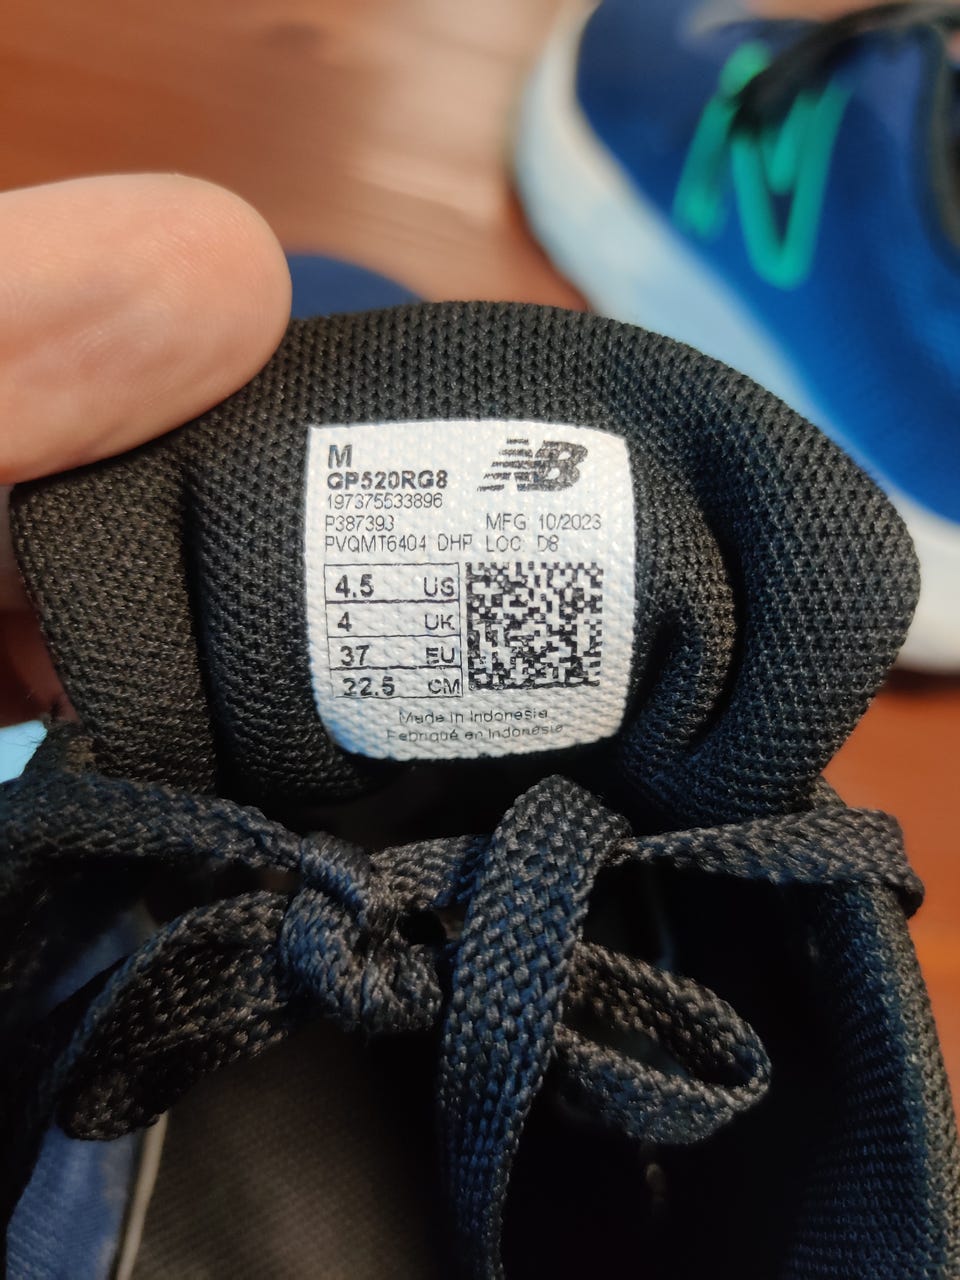 M
NB
GP520RG8
197375533896
P387393 MFG 10/2023
PVQMT6404 DHP LOC D8
4.5 US
4 UK
37 EU
22.5 CM
Made in Indonesia
Fabriqué en Indonésie